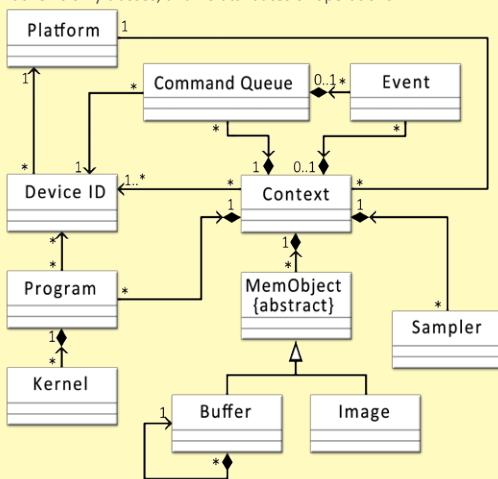 Platform
1
1
Command Queue
*
0..1
*
Event
*
*
1
0..1
*
*
1
Device ID
1..*
*
Context
*
1
1
1
*
*
*
Program
*
MemObject
{abstract}
*
Sampler
1
*
Kernel
Buffer
1
*
Image